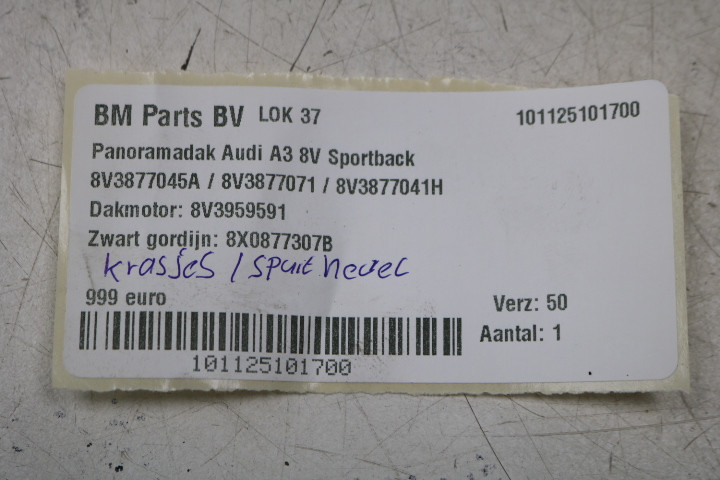 BM Parts BV LOK 37 101125101700
Panoramadak Audi A3 8V Sportback
8V3877045A / 8V3877071 / 8V3877041H
Dakmotor: 8V3959591
Zwart gordijn: 8X0877307B
krasjes / spuit nevel
999 euro Verz: 50
Aantal: 1
101125101700